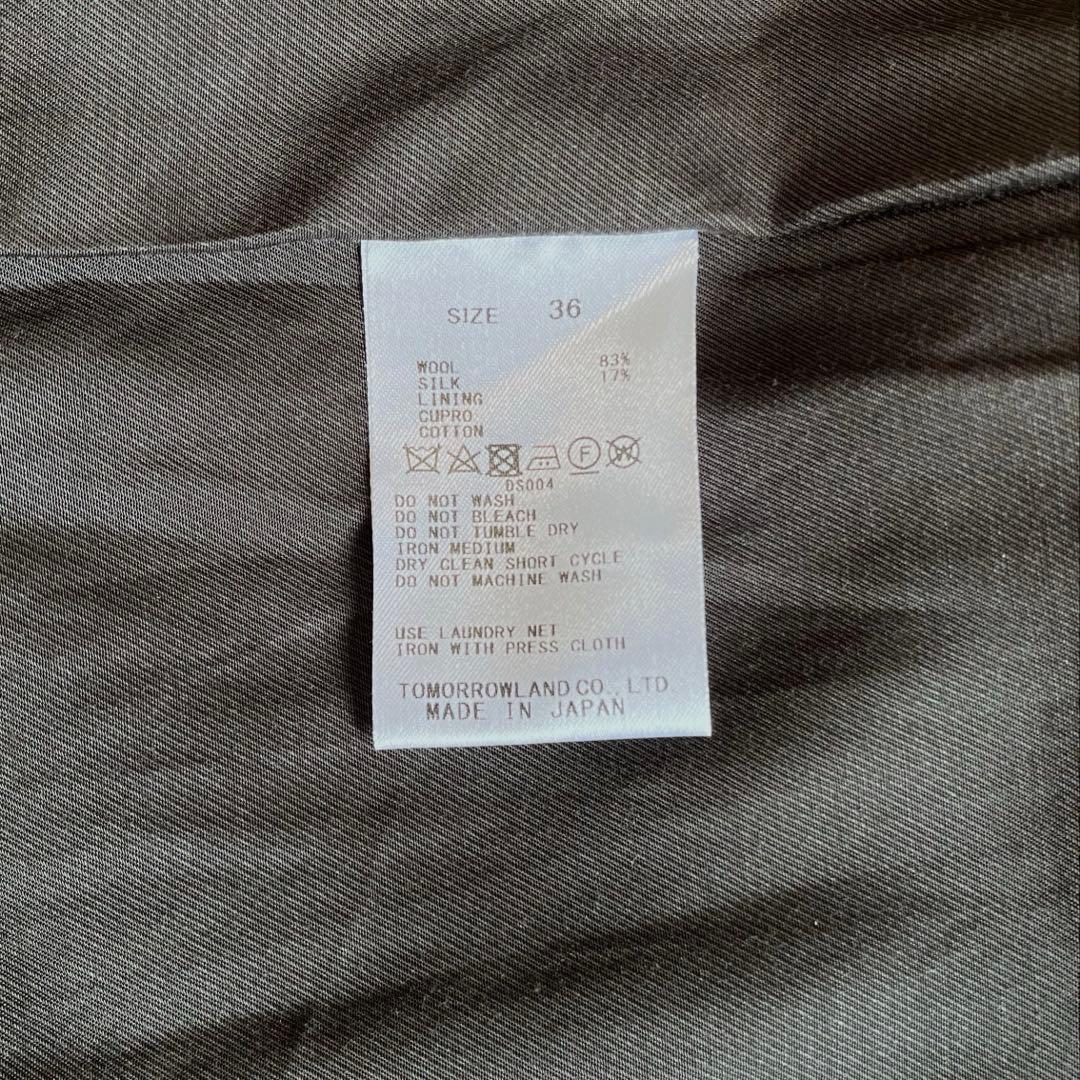 SIZE 36
WOOL 83%
SILK 17%
LINING
CUPRO
COTTON
F
W
DS004
DO NOT WASH
DO NOT BLEACH
DO NOT TUMBLE DRY
IRON MEDIUM
DRY CLEAN SHORT CYCLE
DO NOT MACHINE WASH
USE LAUNDRY NET
IRON WITH PRESS CLOTH
TOMORROWLAND CO., LTD
MADE IN JAPAN